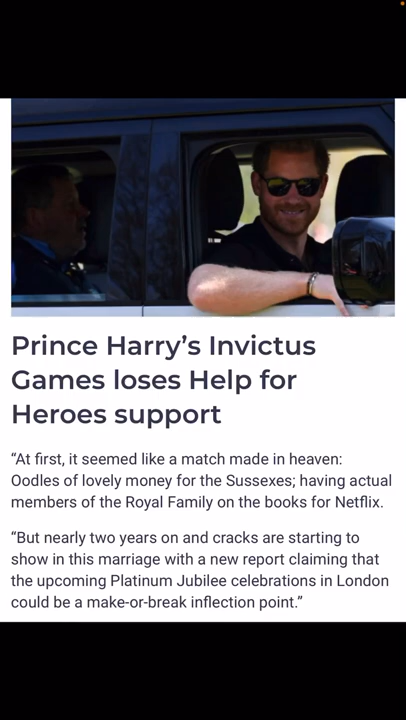 Prince Harry’s Invictus
Games loses Help for
Heroes support
“At first, it seemed like a match made in heaven:
Oodles of lovely money for the Sussexes; having actual
members of the Royal Family on the books for Netflix.
“But nearly two years on and cracks are starting to
show in this marriage with a new report claiming that
the upcoming Platinum Jubilee celebrations in London
could be a make-or-break inflection point.”